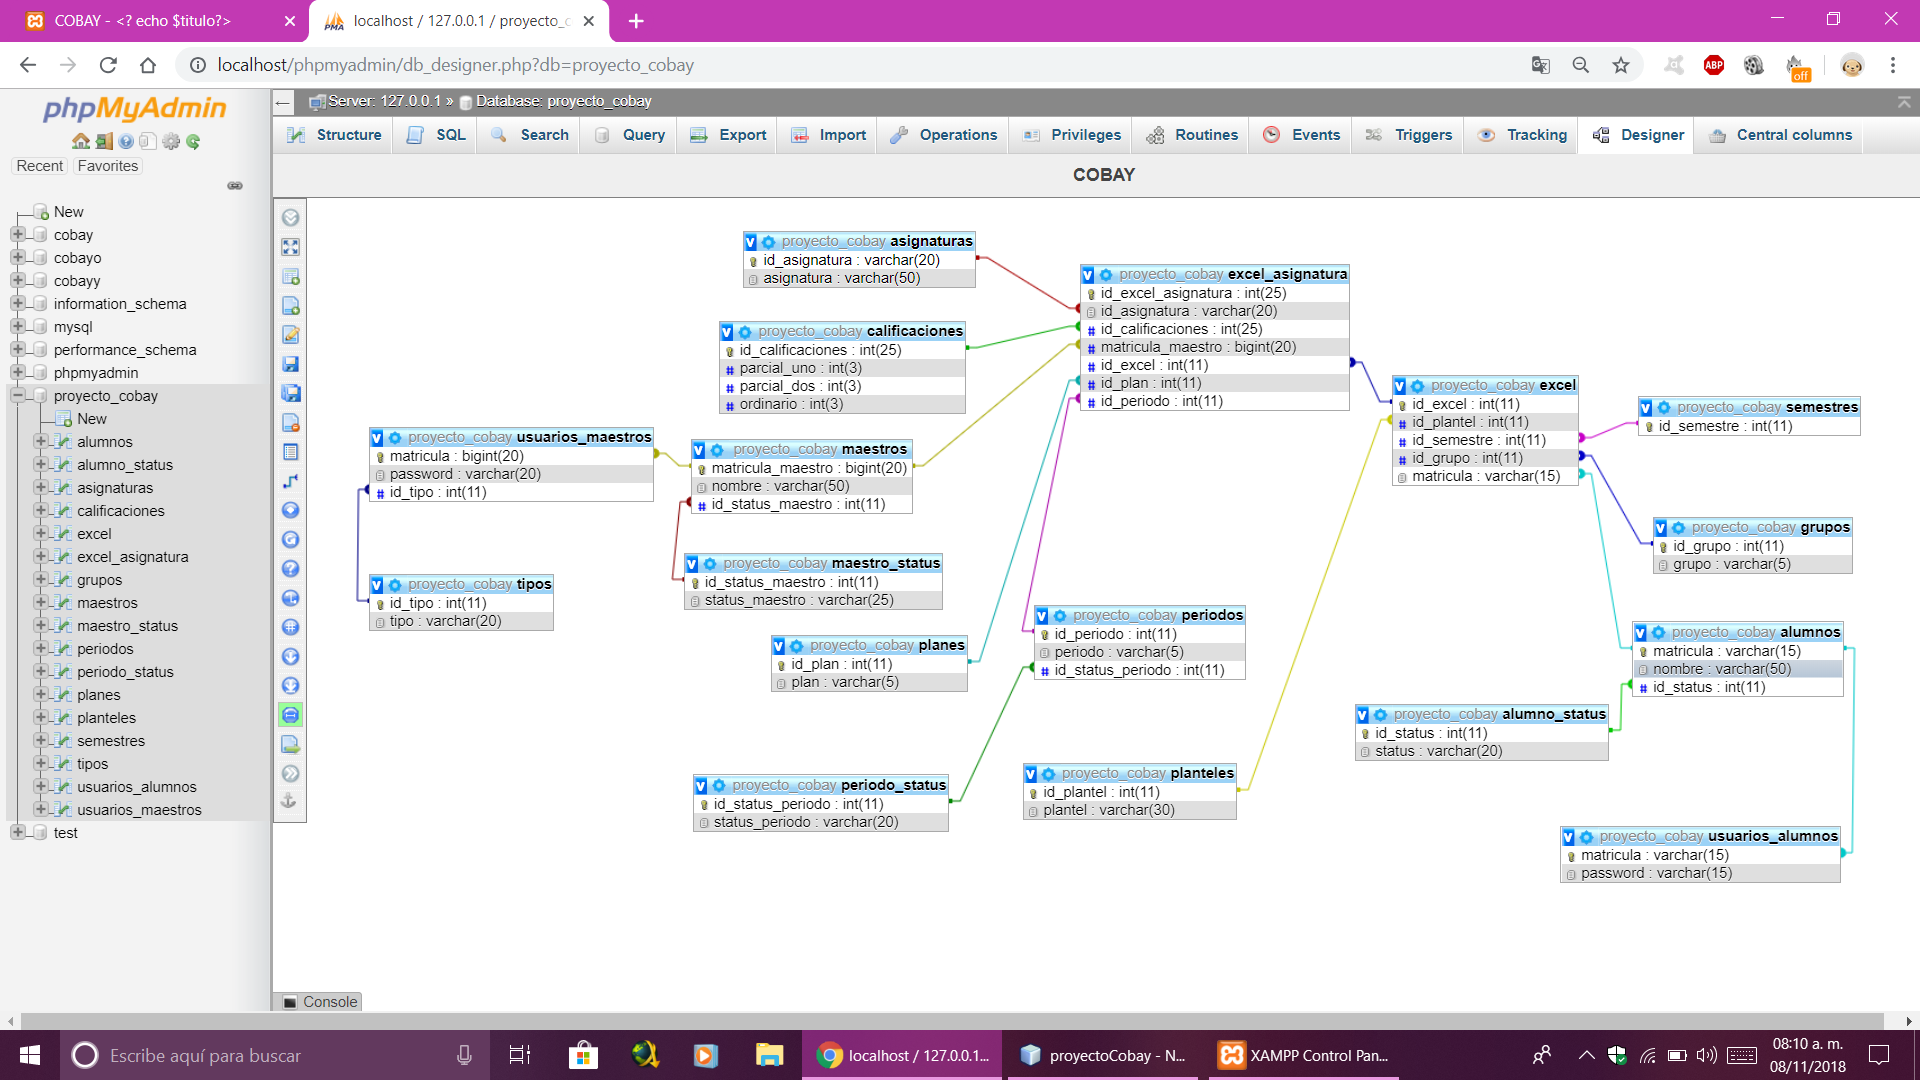 COBAY - <? echo $titulo?>
localhost / 127.0.0.1 / proyecto_c
localhost/phpmyadmin/db_designer.php?db=proyecto_cobay
ABP
off
phpMyAdmin
Recent
Favorites
New
cobay
cobayo
cobayy
information_schema
mysql
performance_schema
phpmyadmin
proyecto_cobay
New
alumnos
alumno_status
asignaturas
calificaciones
excel
excel_asignatura
grupos
maestros
maestro_status
periodos
periodo_status
planes
planteles
semestres
tipos
usuarios_alumnos
usuarios_maestros
test
Server: 127.0.0.1 » Database: proyecto_cobay
Structure
SQL
Search
Query
Export
Import
Operations
Privileges
Routines
Events
Triggers
Tracking
Designer
Central columns
COBAY
proyecto_cobay asignaturas
id_asignatura : varchar(20)
asignatura : varchar(50)
proyecto_cobay excel_asignatura
id_excel_asignatura : int(25)
id_asignatura : varchar(20)
id_calificaciones : int(25)
matricula_maestro : bigint(20)
id_excel : int(11)
id_plan : int(11)
id_periodo : int(11)
proyecto_cobay calificaciones
id_calificaciones : int(25)
parcial_uno : int(3)
parcial_dos : int(3)
ordinario : int(3)
proyecto_cobay excel
id_excel : int(11)
id_plantel : int(11)
id_semestre : int(11)
id_grupo : int(11)
matricula : varchar(15)
proyecto_cobay semestres
id_semestre : int(11)
proyecto_cobay usuarios_maestros
matricula : bigint(20)
password : varchar(20)
id_tipo : int(11)
proyecto_cobay maestros
matricula_maestro : bigint(20)
nombre : varchar(50)
id_status_maestro : int(11)
proyecto_cobay grupos
id_grupo : int(11)
grupo : varchar(5)
proyecto_cobay maestro_status
id_status_maestro : int(11)
status_maestro : varchar(25)
proyecto_cobay tipos
id_tipo : int(11)
tipo : varchar(20)
proyecto_cobay periodos
id_periodo : int(11)
periodo : varchar(5)
id_status_periodo : int(11)
proyecto_cobay alumnos
matricula : varchar(15)
nombre : varchar(50)
id_status : int(11)
proyecto_cobay planes
id_plan : int(11)
plan : varchar(5)
proyecto_cobay alumno_status
id_status : int(11)
status : varchar(20)
proyecto_cobay planteles
id_plantel : int(11)
plantel : varchar(30)
proyecto_cobay periodo_status
id_status_periodo : int(11)
status_periodo : varchar(20)
proyecto_cobay usuarios_alumnos
matricula : varchar(15)
password : varchar(15)
Console
Escribe aquí para buscar
localhost / 127.0.0.1...
proyectoCobay - N...
XAMPP Control Pan...
08:10 a. m.
08/11/2018